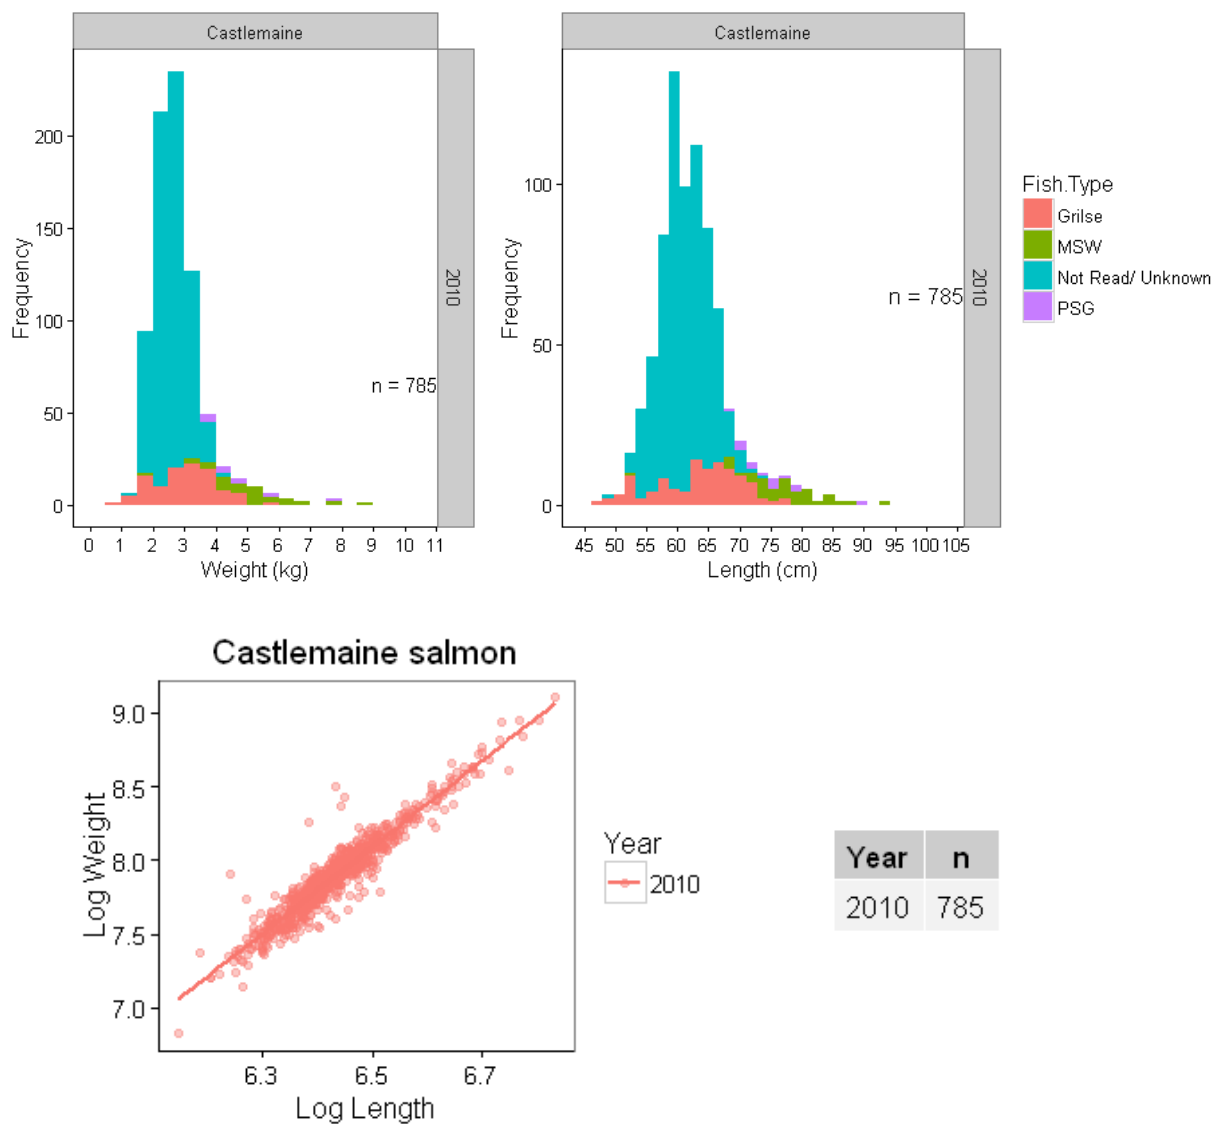 Castlemaine
Frequency
200
150
100
50
0
n = 785
2010
0 1 2 3 4 5 6 7 8 9 10 11
Weight (kg)
Castlemaine
Frequency
100
50
0
n = 785
2010
45 50 55 60 65 70 75 80 85 90 95 100 105
Length (cm)
Fish.Type
Grilse
MSW
Not Read/ Unknown
PSG
Castlemaine salmon
Log Weight
9.0
8.5
8.0
7.5
7.0
6.3 6.5 6.7
Log Length
Year
2010
Year n
2010 785